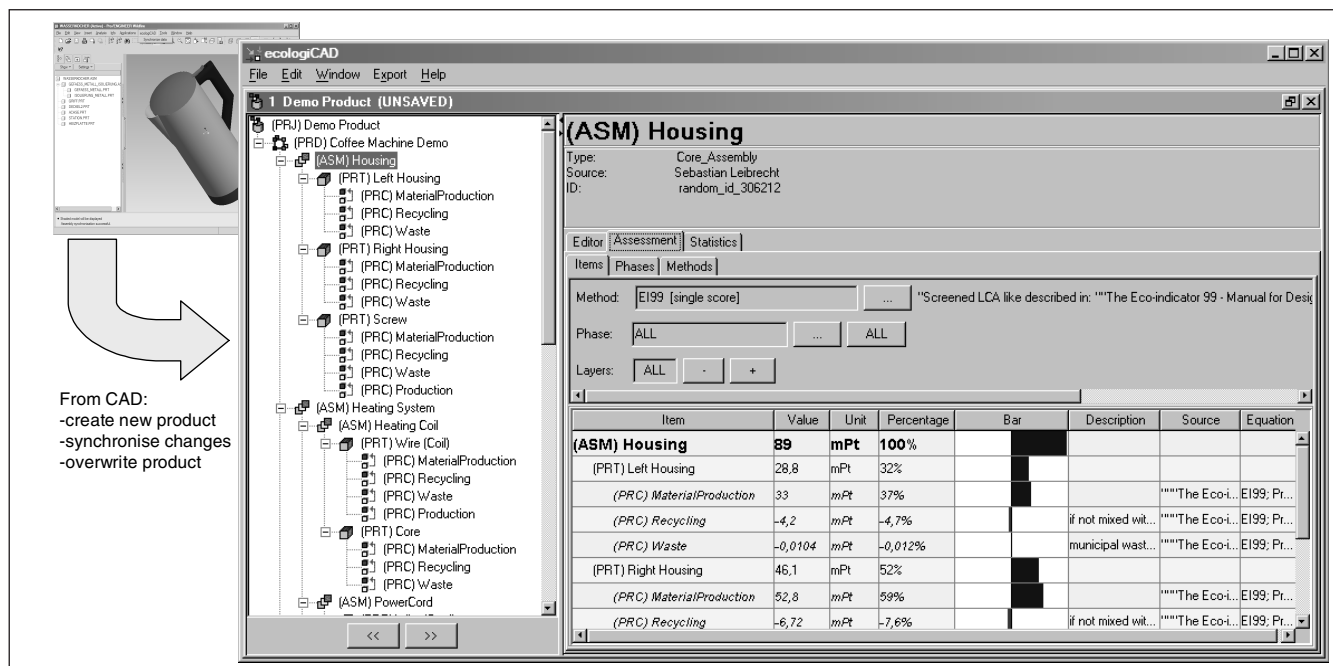 WASSERKOCHER.ASM
GRIFF.PRT
STATION.PRT
From CAD:
-create new product
-synchronise changes
-overwrite product
ecologiCAD
File Edit Window Export Help
1 Demo Product (UNSAVED)
(PRJ) Demo Product
(PRD) Coffee Machine Demo
(ASM) Housing
(PRT) Left Housing
(PRC) MaterialProduction
(PRC) Recycling
(PRC) Waste
(PRT) Right Housing
(PRC) MaterialProduction
(PRC) Recycling
(PRC) Waste
(PRT) Screw
(PRC) MaterialProduction
(PRC) Recycling
(PRC) Waste
(PRC) Production
(ASM) Heating System
(ASM) Heating Coil
(PRT) Wire (Coil)
(PRC) MaterialProduction
(PRC) Recycling
(PRC) Waste
(PRC) Production
(PRT) Core
(PRC) MaterialProduction
(PRC) Recycling
(PRC) Waste
(ASM) PowerCord
<< >>
(ASM) Housing
Type: Core_Assembly
Source: Sebastian Leibrecht
ID: random_id_306212
Editor Assessment Statistics
Items Phases Methods
Method: EI99 [single score] ... "Screened LCA like described in: ""The Eco-indicator 99 - Manual for Desig
Phase: ALL ... ALL
Layers: ALL - +
Item Value Unit Percentage Bar Description Source Equation
(ASM) Housing 89 mPt 100%
(PRT) Left Housing 28,8 mPt 32%
(PRC) MaterialProduction 33 mPt 37% """The Eco-i... EI99; Pr...
(PRC) Recycling -4,2 mPt -4,7% if not mixed wit... """The Eco-i... EI99; Pr...
(PRC) Waste -0,0104 mPt -0,012% municipal wast... """The Eco-i... EI99; Pr...
(PRT) Right Housing 46,1 mPt 52%
(PRC) MaterialProduction 52,8 mPt 59% """The Eco-i... EI99; Pr...
(PRC) Recycling -6,72 mPt -7,6% if not mixed wit... """The Eco-i... EI99; Pr...